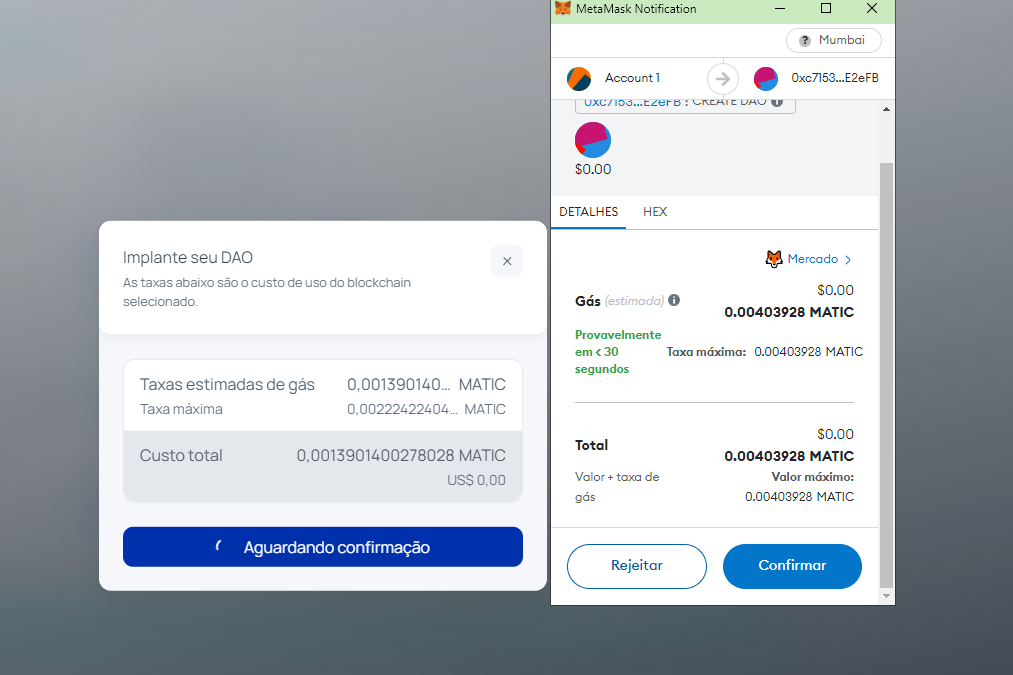 Implante seu DAO
As taxas abaixo são o custo de uso do blockchain
selecionado.
Taxas estimadas de gás 0,001390140... MATIC
Taxa máxima 0,00222422404... MATIC
Custo total 0,0013901400278028 MATIC
US$ 0,00
Aguardando confirmação
MetaMask Notification
? Mumbai
Account 1 0xc7153...E2eFB
0xc7153...E2eFB : CREATE DAO
$0.00
DETALHES HEX
Mercado
$0.00
Gás (estimada) 0.00403928 MATIC
Provavelmente
em < 30 Taxa máxima: 0.00403928 MATIC
segundos
$0.00
Total 0.00403928 MATIC
Valor + taxa de Valor máximo:
gás 0.00403928 MATIC
Rejeitar Confirmar